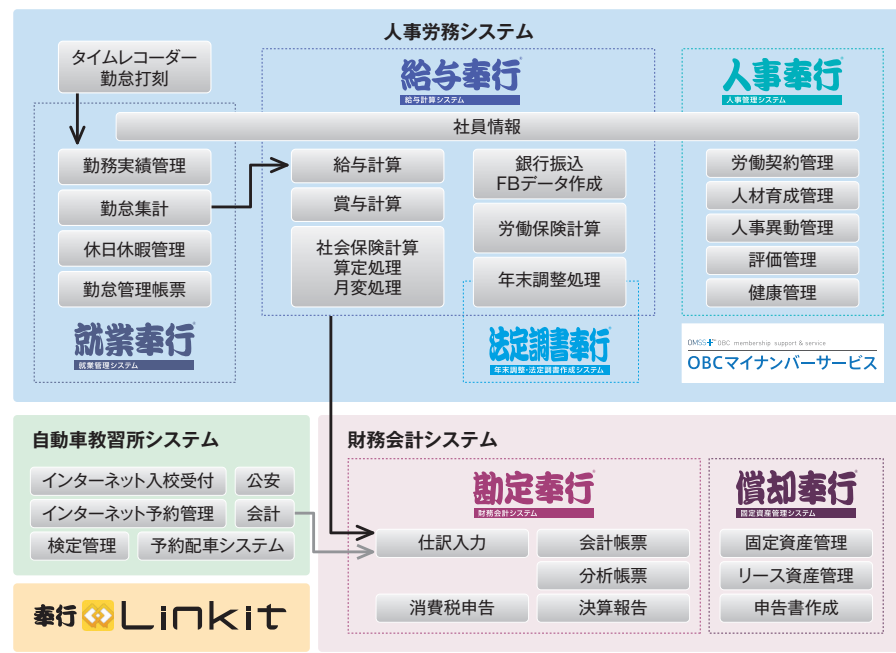 人事労務システム
タイムレコーダー
勤怠打刻
給与奉行
給与計算システム
人事奉行
人事管理システム
社員情報
勤務実績管理
勤怠集計
休日休暇管理
勤怠管理帳票
就業奉行
就業管理システム
給与計算
賞与計算
社会保険計算
算定処理
月変処理
銀行振込
FBデータ作成
労働保険計算
年末調整処理
法定調書奉行
年末調整・法定調書作成システム
労働契約管理
人材育成管理
人事異動管理
評価管理
健康管理
OMSS+ OBC membership support & service
OBCマイナンバーサービス
自動車教習所システム
インターネット入校受付
公安
インターネット予約管理
会計
検定管理
予約配車システム
奉行 Linkit
財務会計システム
勘定奉行
財務会計システム
仕訳入力
会計帳票
分析帳票
消費税申告
決算報告
償却奉行
固定資産管理システム
固定資産管理
リース資産管理
申告書作成